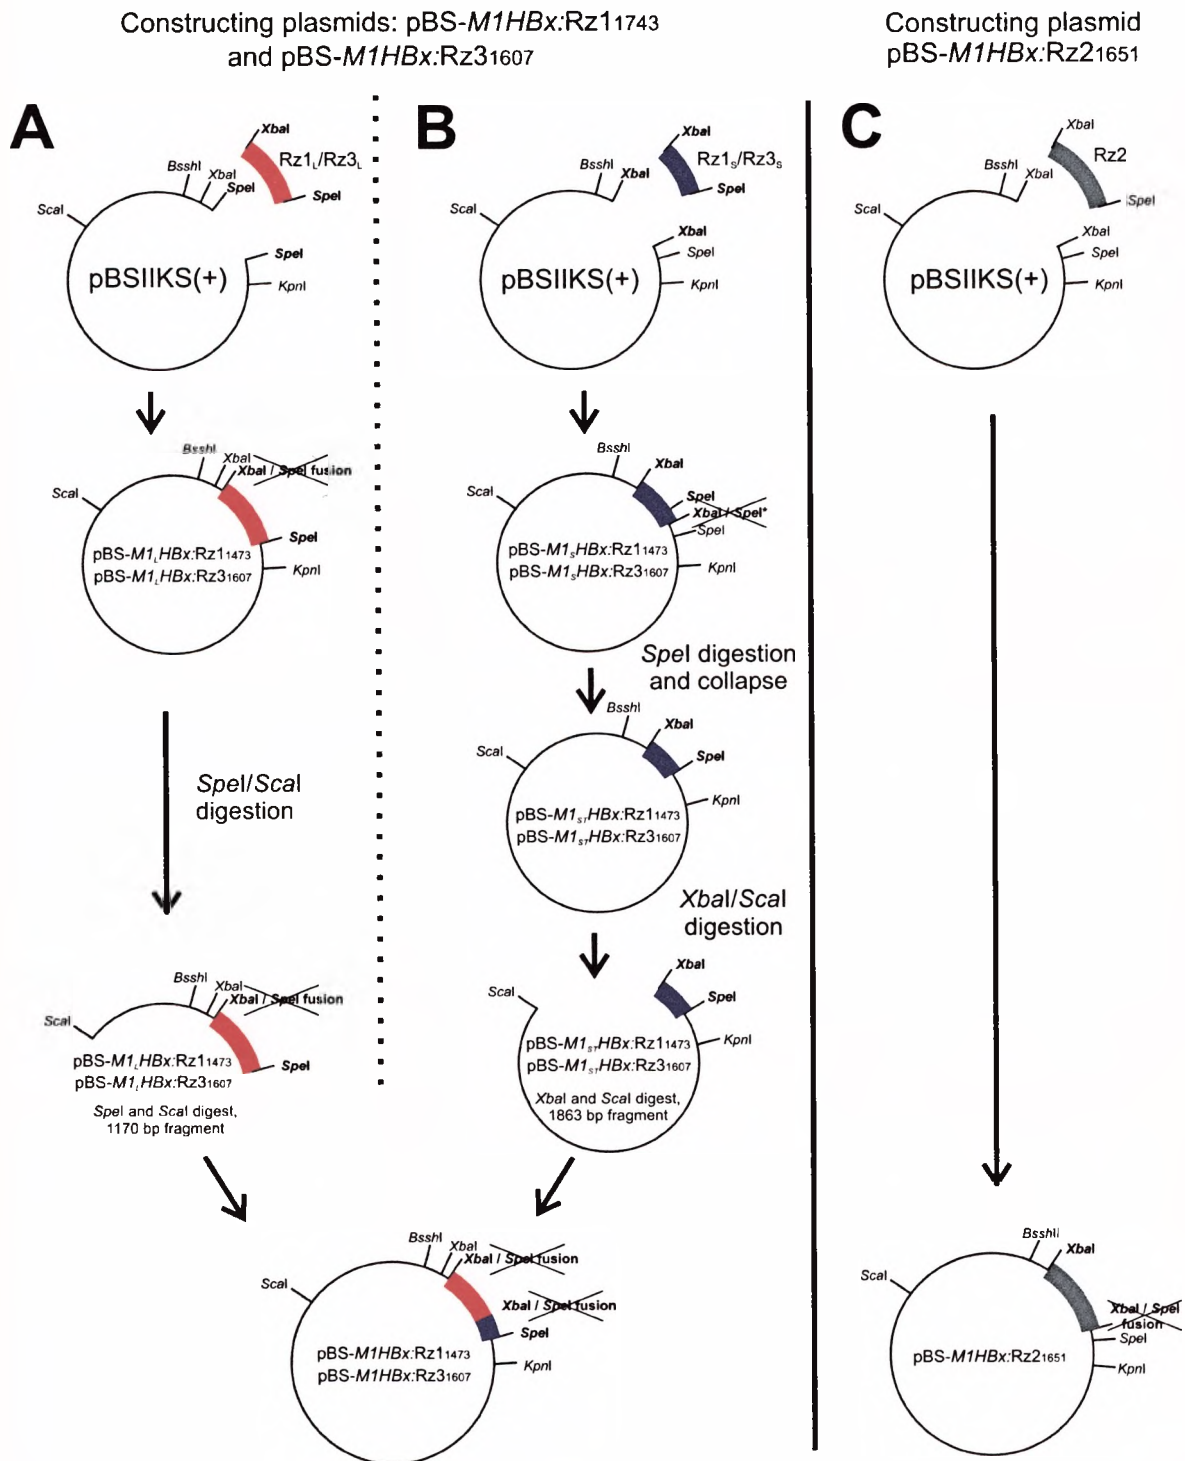 Constructing plasmids: pBS-M1HBx:Rz11743
and pBS-M1HBx:Rz31607
Constructing plasmid
pBS-M1HBx:Rz21651
A
XbaI
Rz1L/Rz3L
SpeI
BsshI
XbaI
SpeI
ScaI
SpeI
KpnI
pBSIIKS(+)
BsshI
XbaI
XbaI / SpeI fusion
ScaI
SpeI
KpnI
pBS-M1LHBx:Rz11473
pBS-M1LHBx:Rz31607
SpeI/ScaI
digestion
BsshI
XbaI
XbaI / SpeI fusion
ScaI
SpeI
pBS-M1LHBx:Rz11473
pBS-M1LHBx:Rz31607
SpeI and ScaI digest,
1170 bp fragment
B
XbaI
Rz1S/Rz3S
SpeI
BsshI
XbaI
ScaI
XbaI
SpeI
KpnI
pBSIIKS(+)
BsshI
XbaI
ScaI
SpeI
XbaI / SpeI*
SpeI
KpnI
pBS-M1SHBx:Rz11473
pBS-M1SHBx:Rz31607
SpeI digestion
and collapse
BsshI
XbaI
ScaI
SpeI
KpnI
pBS-M1STHBx:Rz11473
pBS-M1STHBx:Rz31607
XbaI/ScaI
digestion
XbaI
ScaI
SpeI
KpnI
pBS-M1STHBx:Rz11473
pBS-M1STHBx:Rz31607
XbaI and ScaI digest,
1863 bp fragment
BsshI
XbaI
XbaI / SpeI fusion
ScaI
XbaI / SpeI fusion
SpeI
KpnI
pBS-M1HBx:Rz11473
pBS-M1HBx:Rz31607
C
XbaI
Rz2
SpeI
BsshI
XbaI
ScaI
XbaI
SpeI
KpnI
pBSIIKS(+)
BsshII
XbaI
ScaI
XbaI / SpeI
fusion
SpeI
KpnI
pBS-M1HBx:Rz21651